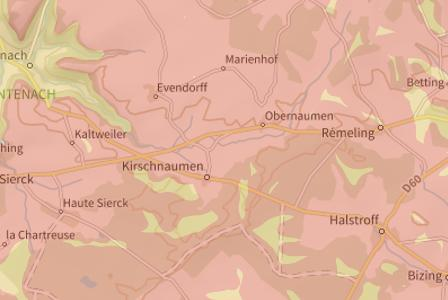 Marienhof
nach
Evendorff
Betting-
NTENACH
Obernaumen
Kaltweiler
Rémeling
hing
Kirschnaumen
Sierck
D60
Haute Sierck
Halstroff
la Chartreuse
Bizing